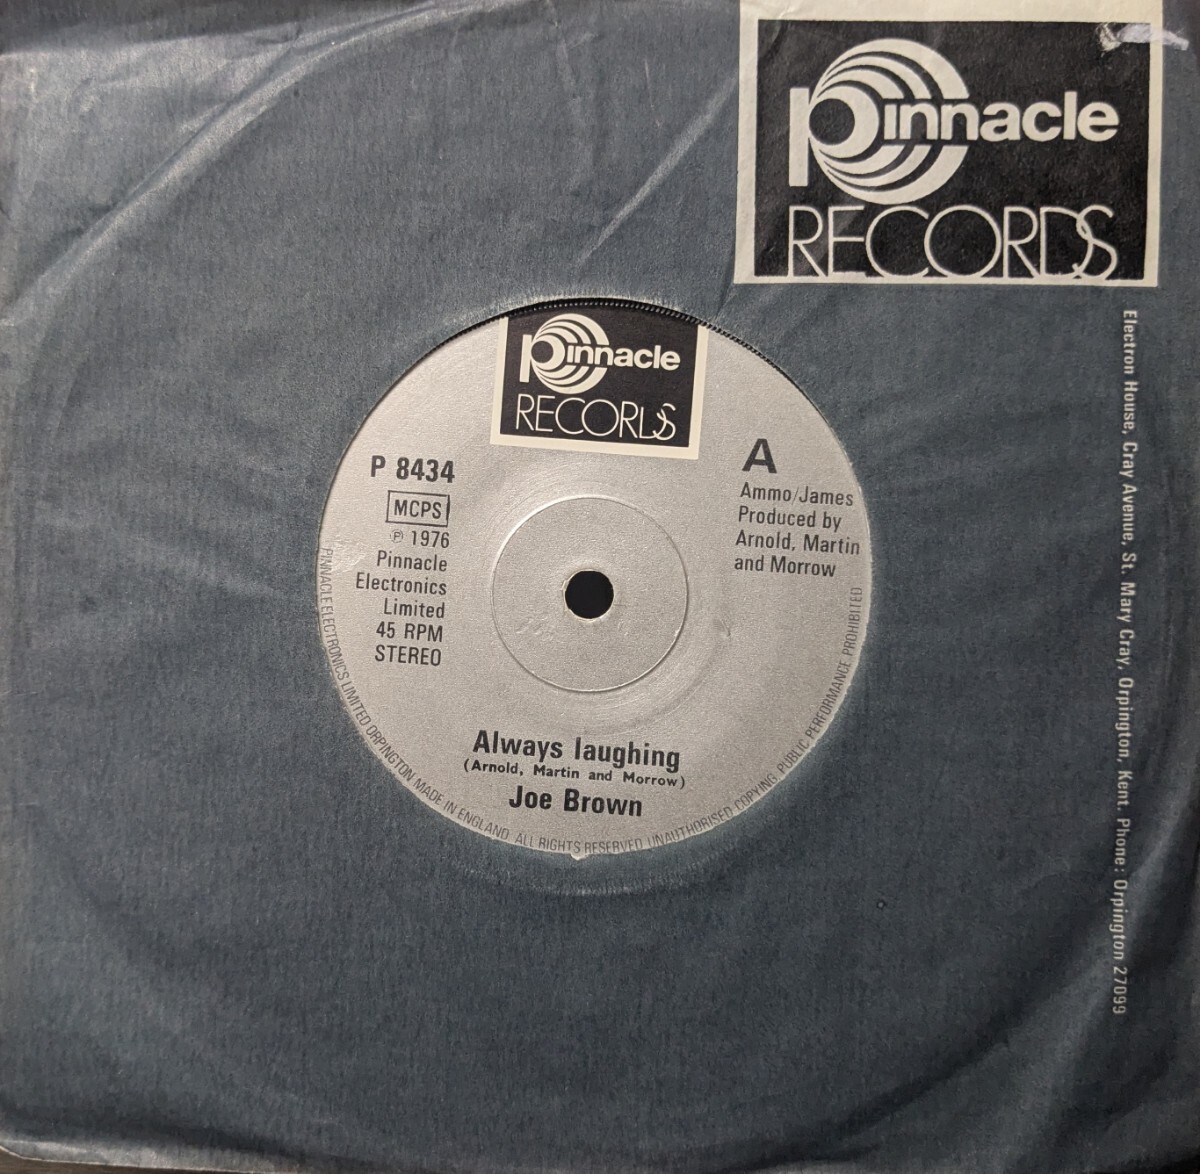 Pinnacle
RECORDS
Electron House, Cray Avenue, St. Mary Cray, Orpington, Kent. Phone: Orpington 27099
Pinnacle
RECORDS
P 8434
MCPS
℗ 1976
Pinnacle
Electronics
Limited
45 RPM
STEREO
A
Ammo/James
Produced by
Arnold, Martin
and Morrow
Always laughing
(Arnold, Martin and Morrow)
Joe Brown
PINNACLE ELECTRONICS LIMITED ORPINGTON MADE IN ENGLAND. ALL RIGHTS RESERVED. UNAUTHORISED COPYING, PUBLIC PERFORMANCE PROHIBITED